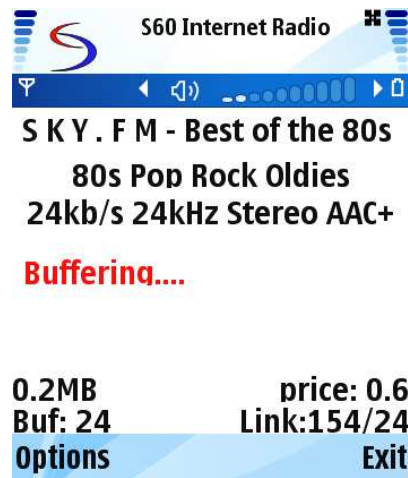 S60 Internet Radio
S K Y . F M - Best of the 80s
80s Pop Rock Oldies
24kb/s 24kHz Stereo AAC+
Buffering....
0.2MB price: 0.6
Buf: 24 Link:154/24
Options Exit